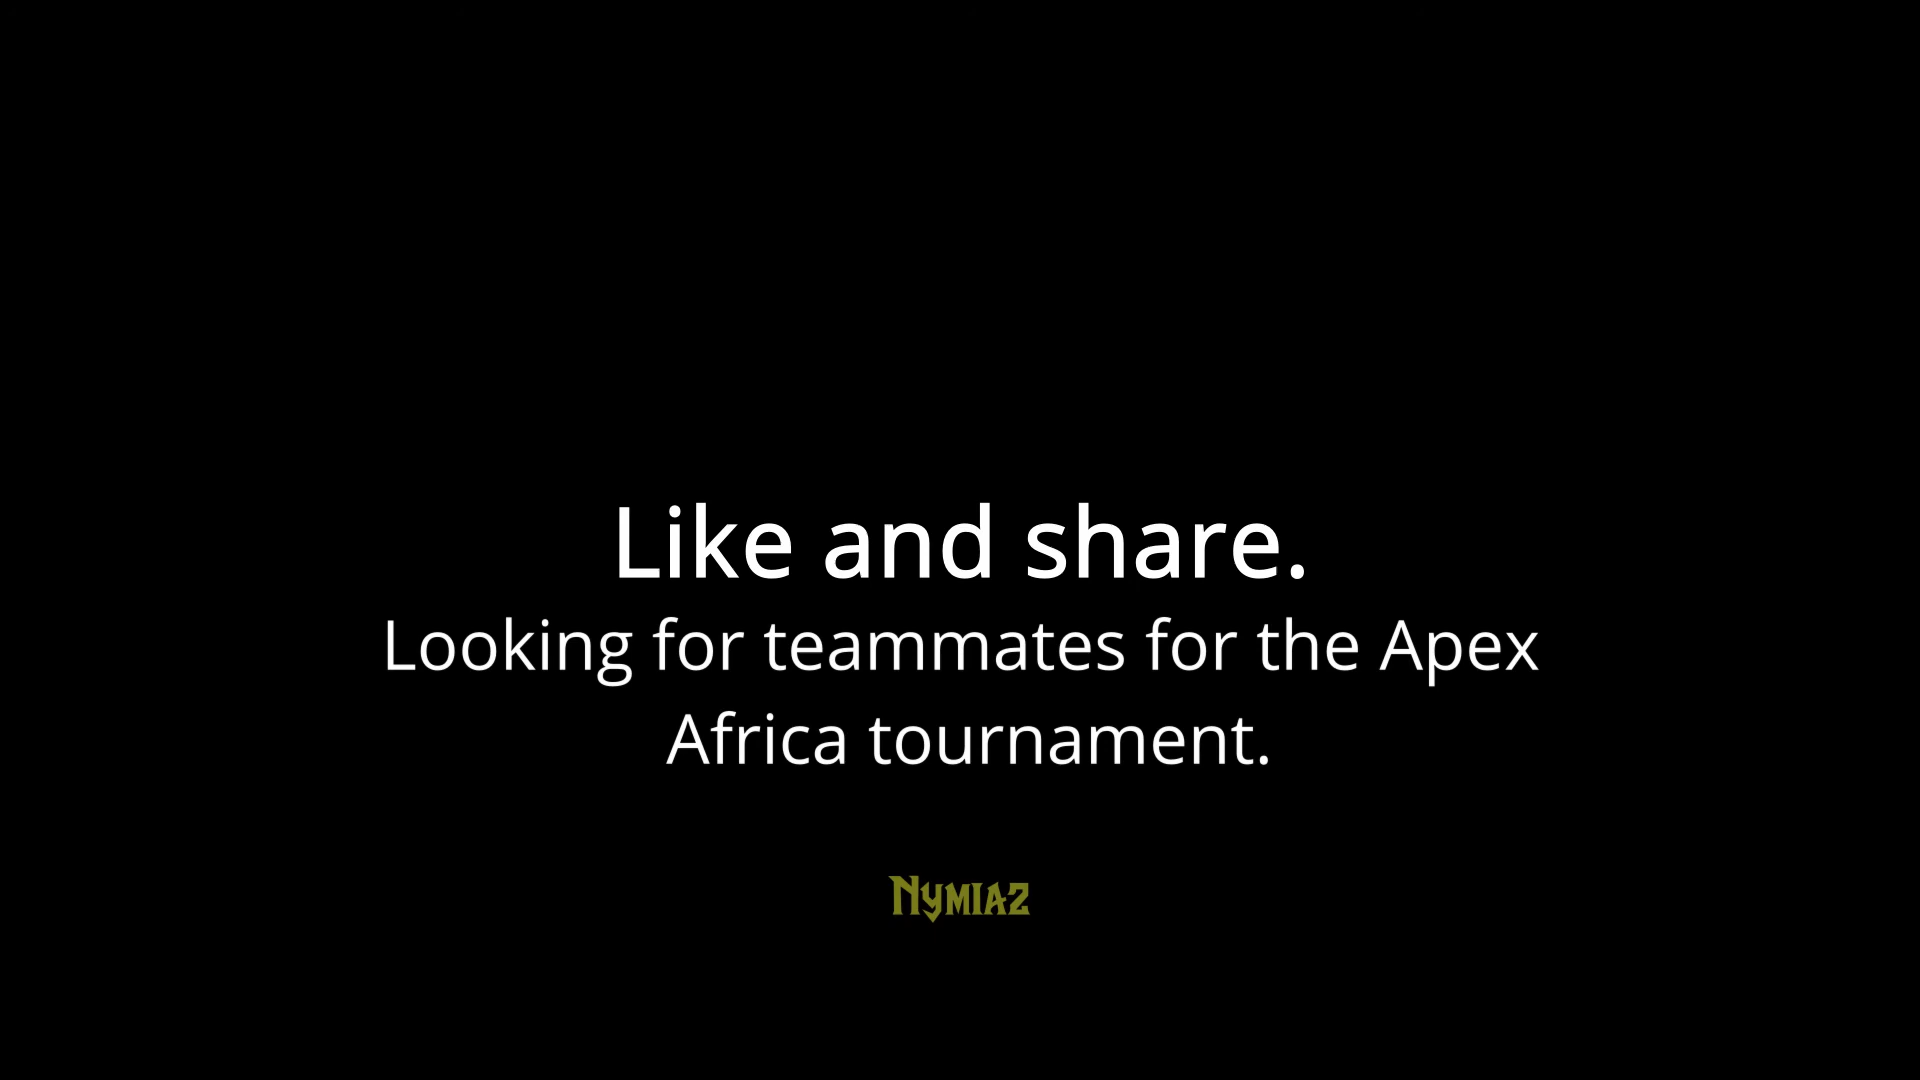 Like and share.
Looking for teammates for the Apex
Africa tournament.
Nymiaz